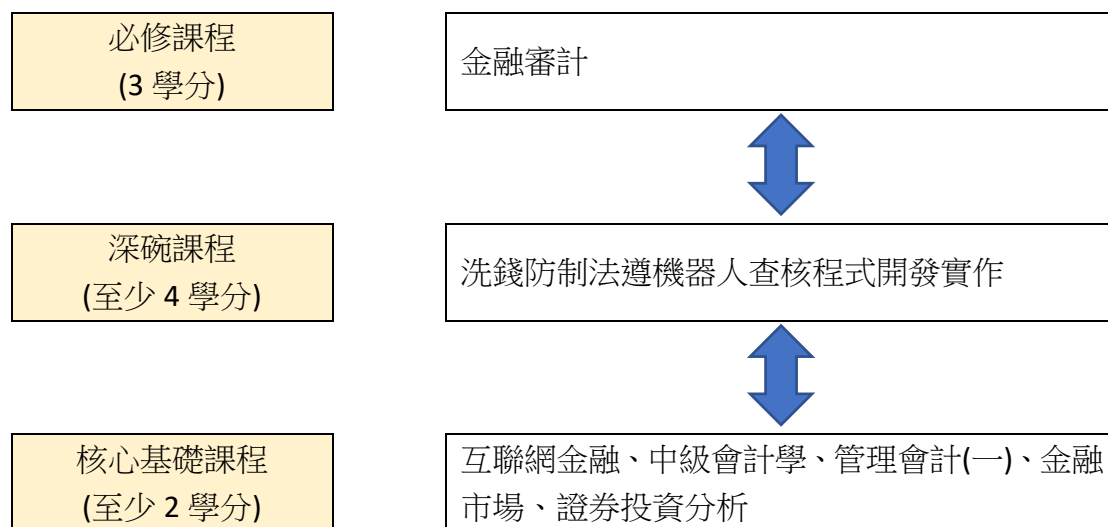 必修課程
(3 學分)
金融審計
深碗課程
(至少 4 學分)
洗錢防制法遵機器人查核程式開發實作
核心基礎課程
(至少 2 學分)
互聯網金融、中級會計學、管理會計(一)、金融
市場、證券投資分析